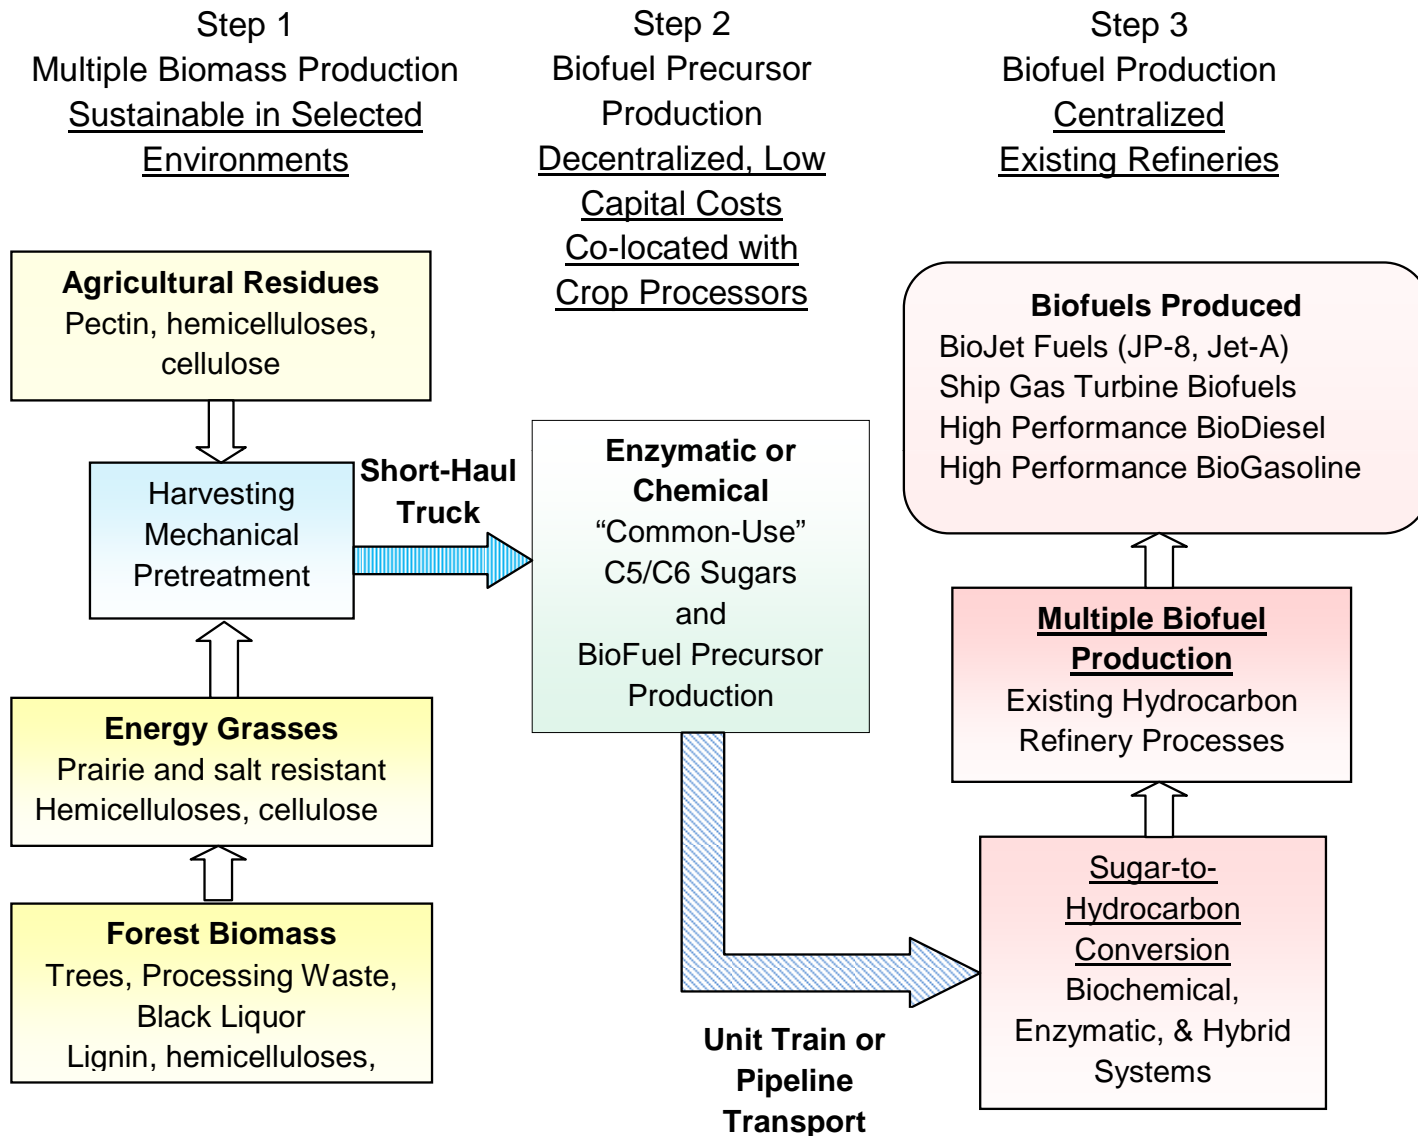 Step 1
Multiple Biomass Production
Sustainable in Selected
Environments
Step 2
Biofuel Precursor
Production
Decentralized, Low
Capital Costs
Co-located with
Crop Processors
Step 3
Biofuel Production
Centralized
Existing Refineries
Agricultural Residues
Pectin, hemicelluloses,
cellulose
Harvesting
Mechanical
Pretreatment
Energy Grasses
Prairie and salt resistant
Hemicelluloses, cellulose
Forest Biomass
Trees, Processing Waste,
Black Liquor
Lignin, hemicelluloses,
Short-Haul
Truck
Enzymatic or
Chemical
“Common-Use”
C5/C6 Sugars
and
BioFuel Precursor
Production
Unit Train or
Pipeline
Transport
Biofuels Produced
BioJet Fuels (JP-8, Jet-A)
Ship Gas Turbine Biofuels
High Performance BioDiesel
High Performance BioGasoline
Multiple Biofuel
Production
Existing Hydrocarbon
Refinery Processes
Sugar-to-
Hydrocarbon
Conversion
Biochemical,
Enzymatic, & Hybrid
Systems